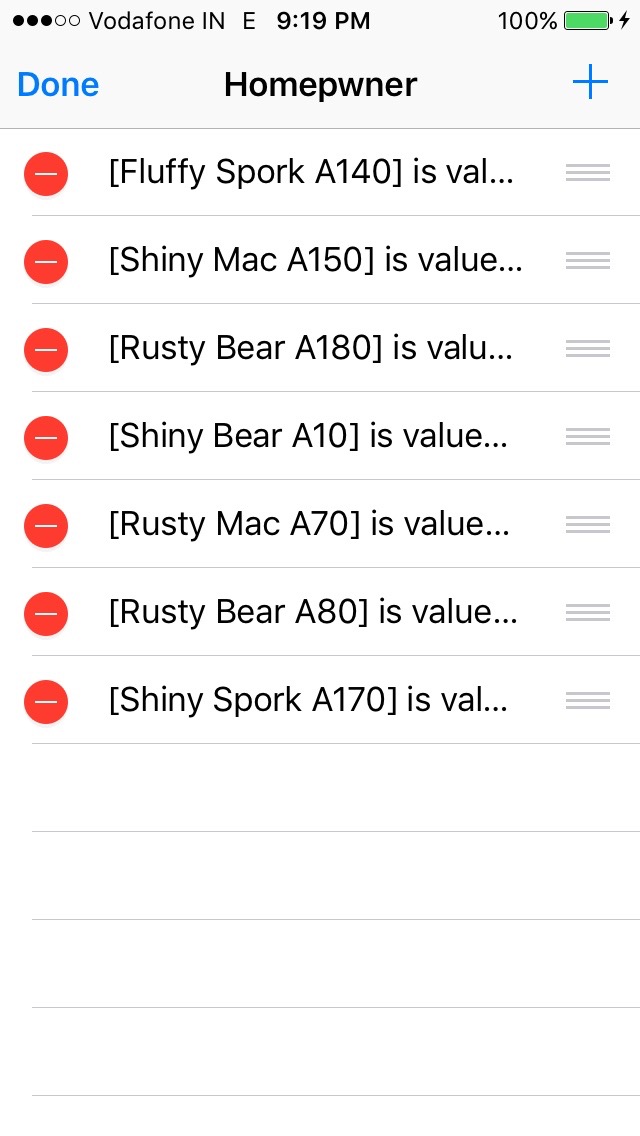 Vodafone IN E 9:19 PM 100%
Done Homepwner +
[Fluffy Spork A140] is val...
[Shiny Mac A150] is value...
[Rusty Bear A180] is valu...
[Shiny Bear A10] is value...
[Rusty Mac A70] is value...
[Rusty Bear A80] is value...
[Shiny Spork A170] is val...